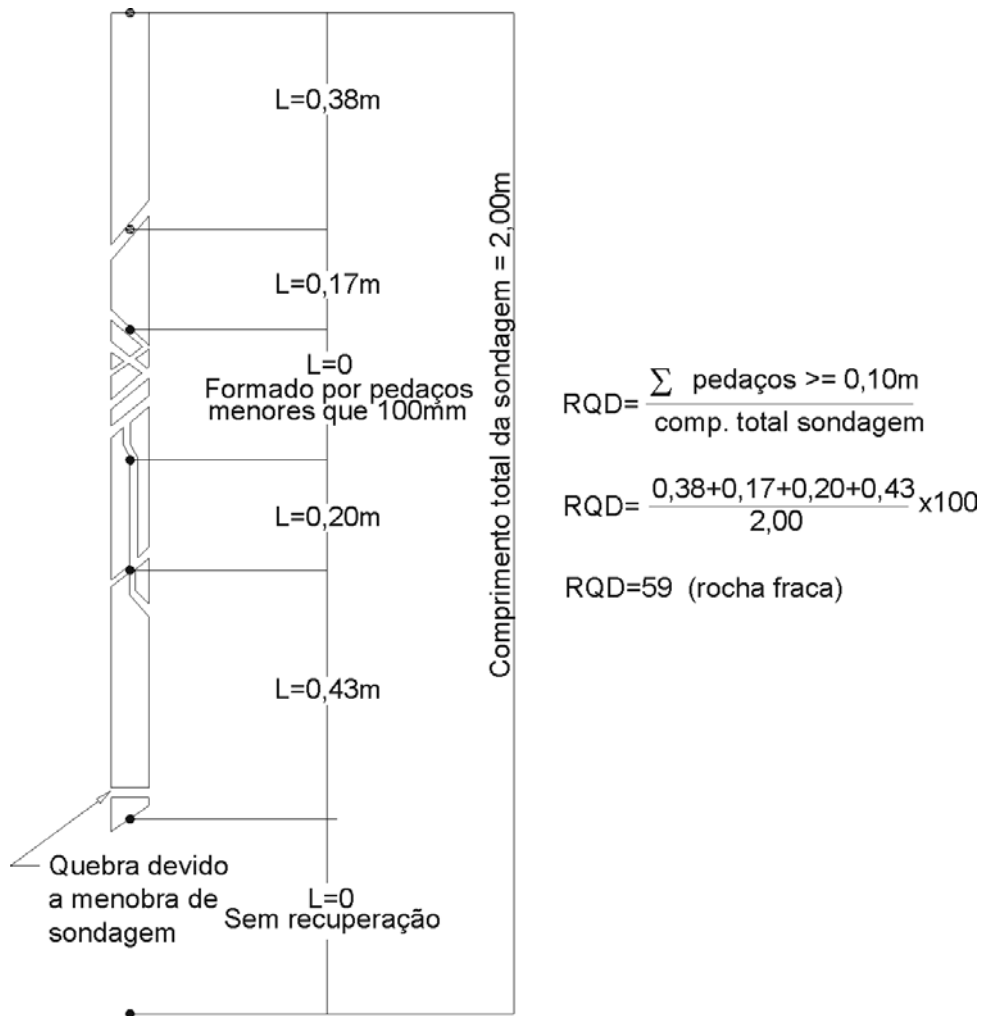 L=0,38m
L=0,17m
L=0
Formado por pedaços
menores que 100mm
L=0,20m
L=0,43m
Quebra devido
a menobra de
sondagem
L=0
Sem recuperação
Comprimento total da sondagem = 2,00m
RQD= ∑ pedaços >= 0,10m
comp. total sondagem
RQD= 0,38+0,17+0,20+0,43 x100
2,00
RQD=59 (rocha fraca)